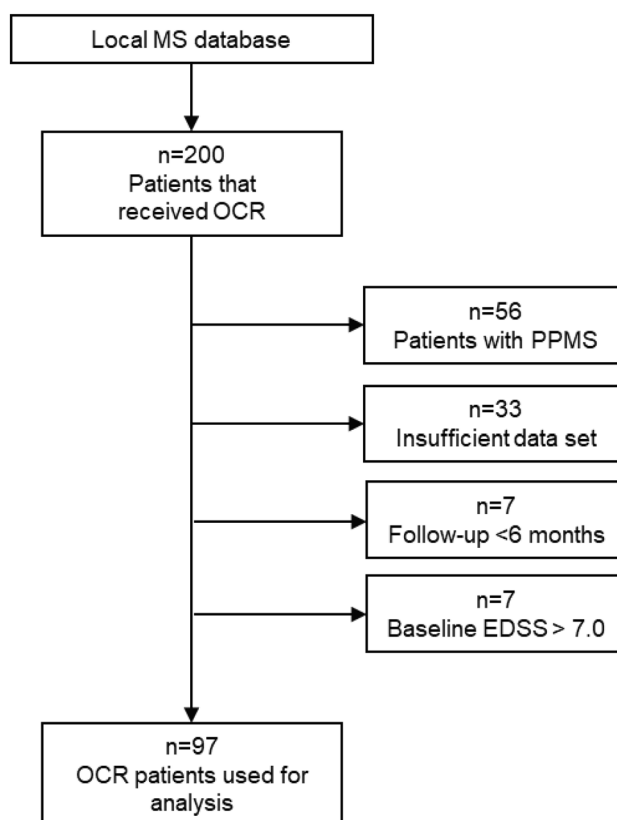 Local MS database
n=200
Patients that
received OCR
n=56
Patients with PPMS
n=33
Insufficient data set
n=7
Follow-up <6 months
n=7
Baseline EDSS > 7.0
n=97
OCR patients used for
analysis